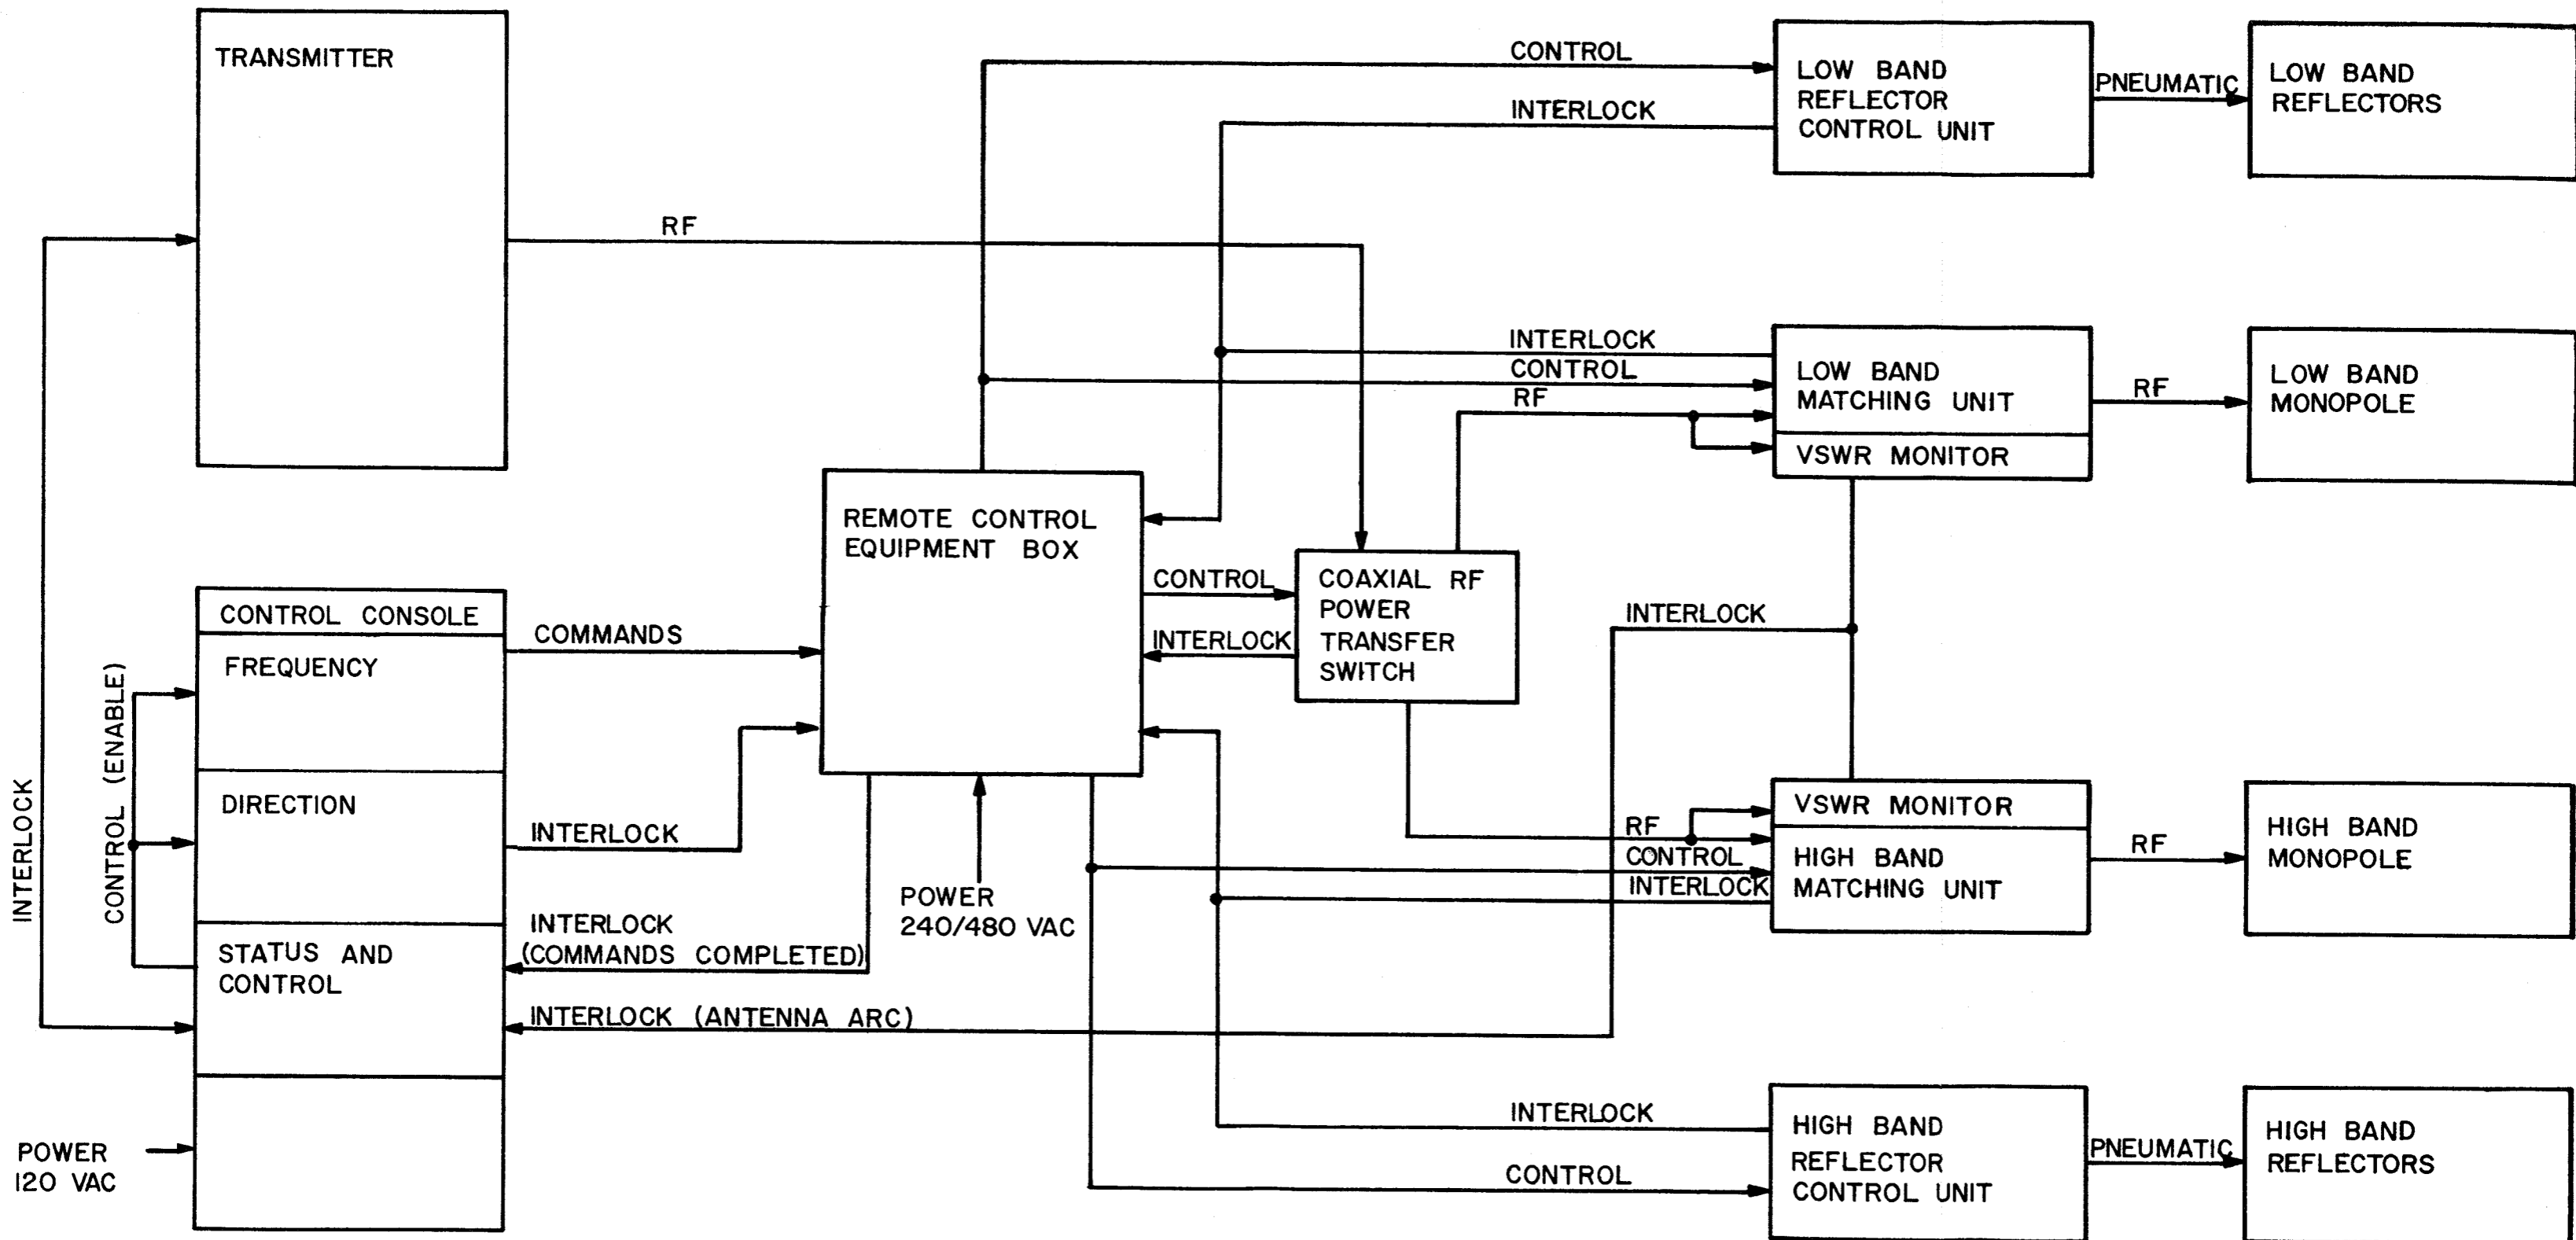 TRANSMITTER
RF
CONTROL
INTERLOCK
LOW BAND
REFLECTOR
CONTROL UNIT
PNEUMATIC
LOW BAND
REFLECTORS
INTERLOCK
CONTROL
RF
LOW BAND
MATCHING UNIT
VSWR MONITOR
RF
LOW BAND
MONOPOLE
REMOTE CONTROL
EQUIPMENT BOX
CONTROL
INTERLOCK
COAXIAL RF
POWER
TRANSFER
SWITCH
INTERLOCK
CONTROL CONSOLE
FREQUENCY
DIRECTION
STATUS AND
CONTROL
COMMANDS
INTERLOCK
INTERLOCK
(COMMANDS COMPLETED)
INTERLOCK (ANTENNA ARC)
INTERLOCK
CONTROL (ENABLE)
POWER
120 VAC
POWER
240/480 VAC
RF
CONTROL
INTERLOCK
VSWR MONITOR
HIGH BAND
MATCHING UNIT
RF
HIGH BAND
MONOPOLE
INTERLOCK
CONTROL
HIGH BAND
REFLECTOR
CONTROL UNIT
PNEUMATIC
HIGH BAND
REFLECTORS